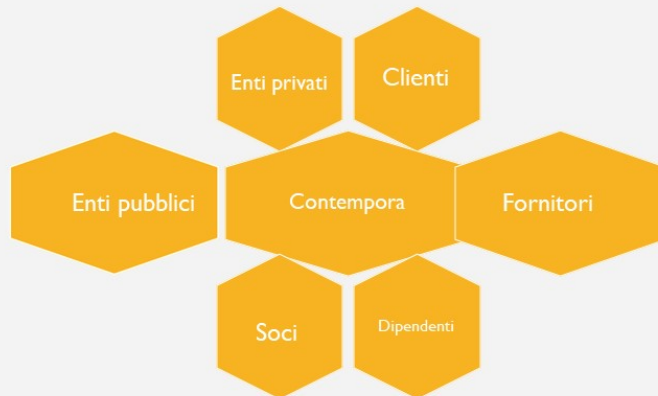 Enti privati
Clienti
Enti pubblici
Contempora
Fornitori
Soci
Dipendenti